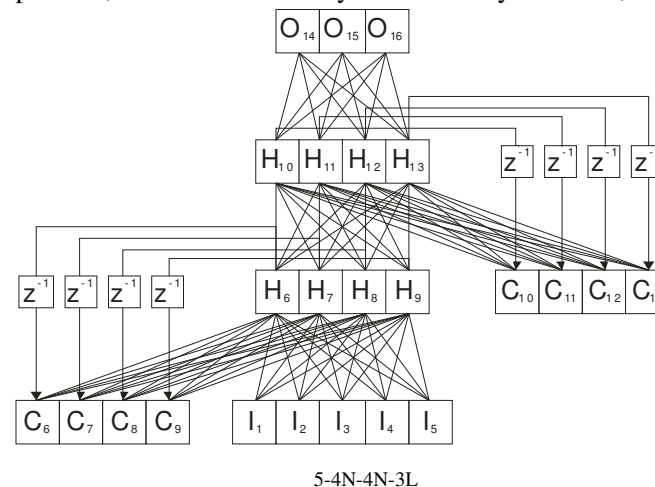 O14 O15 O16
H10 H11 H12 H13
z-1 z-1 z-1
H6 H7 H8 H9
z-1 z-1 z-1 z-1
C10 C11 C12
C6 C7 C8 C9
I1 I2 I3 I4 I5
5-4N-4N-3L